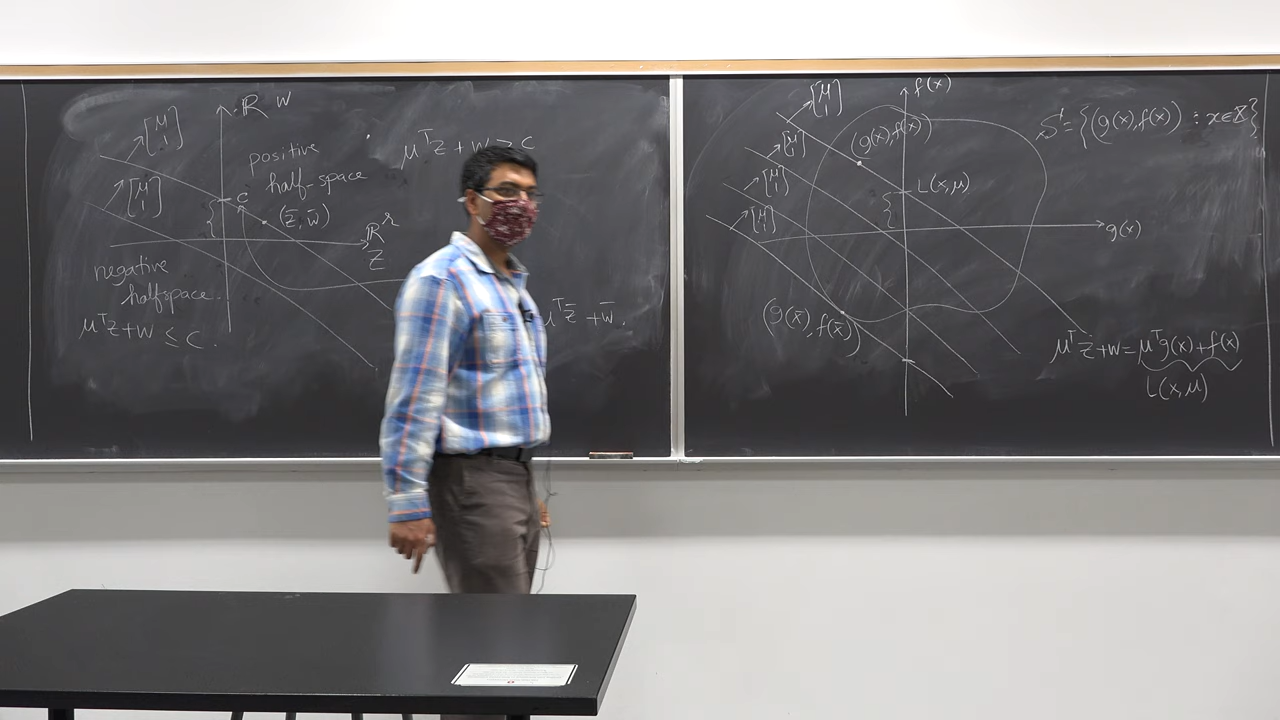 [μ 1]
ℝ w
positive
half-space
μᵀz + w ≥ c
[μ 1]
c
(z̄, w̄)
ℝʳ
z
negative
halfspace.
μᵀz + w ≤ c.
μᵀz̄ + w̄.
[μ 1]
f(x)
S = {(g(x), f(x)) : x ∈ X}
(g(x), f(x))
[μ 1]
[μ 1]
L(x, μ)
[μ 1]
g(x)
(g(x̄), f(x̄))
μᵀz + w = μᵀg(x) + f(x)
L(x, μ)